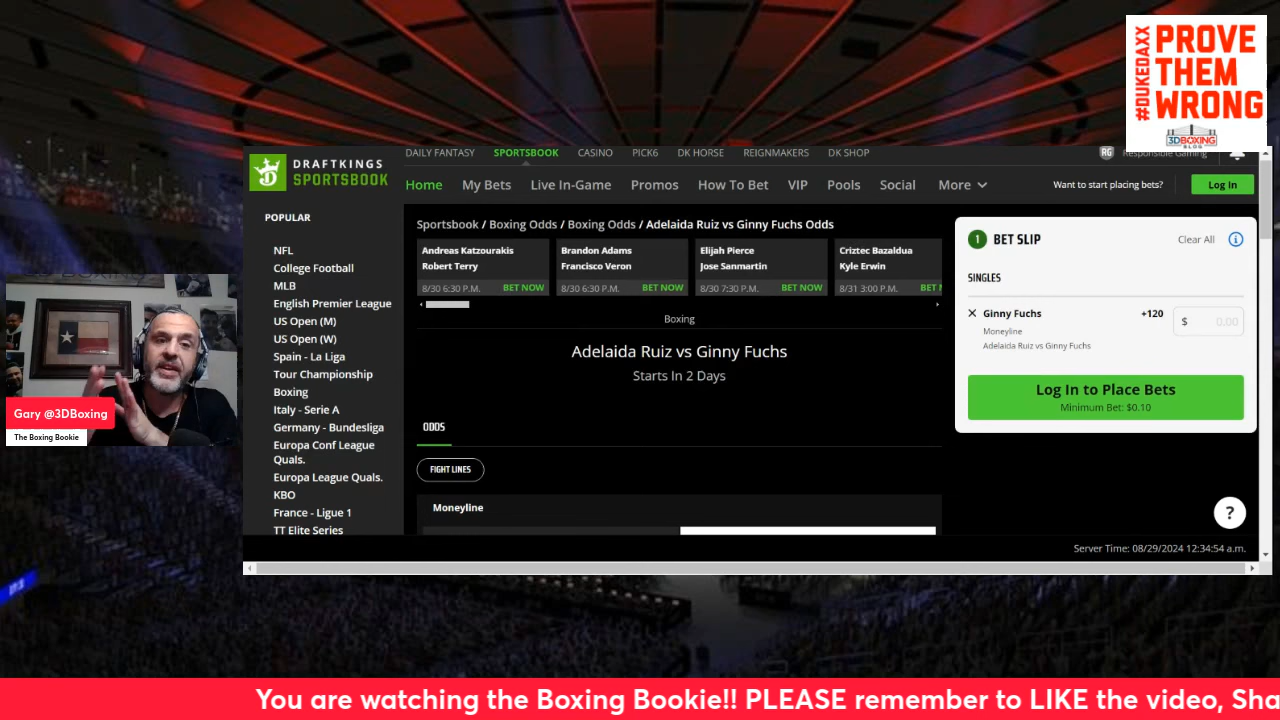 #DUKEDAXX
PROVE
THEM
WRONG
3DBOXING
BLOG
DRAFTKINGS
SPORTSBOOK
DAILY FANTASY SPORTSBOOK CASINO PICK6 DK HORSE REIGNMAKERS DK SHOP
RG Responsible Gaming
Home My Bets Live In-Game Promos How To Bet VIP Pools Social More
Want to start placing bets?
Log In
POPULAR
NFL
College Football
MLB
English Premier League
US Open (M)
US Open (W)
Spain - La Liga
Tour Championship
Boxing
Italy - Serie A
Germany - Bundesliga
Europa Conf League
Quals.
Europa League Quals.
KBO
France - Ligue 1
TT Elite Series
Sportsbook / Boxing Odds / Boxing Odds / Adelaida Ruiz vs Ginny Fuchs Odds
Andreas Katzourakis
Robert Terry
8/30 6:30 P.M. BET NOW
Brandon Adams
Francisco Veron
8/30 6:30 P.M. BET NOW
Elijah Pierce
Jose Sanmartin
8/30 7:30 P.M. BET NOW
Criztec Bazaldua
Kyle Erwin
8/31 3:00 P.M. BET N
Boxing
Adelaida Ruiz vs Ginny Fuchs
Starts In 2 Days
ODDS
FIGHT LINES
Moneyline
1 BET SLIP Clear All i
SINGLES
X Ginny Fuchs +120 $ 0.00
Moneyline
Adelaida Ruiz vs Ginny Fuchs
Log In to Place Bets
Minimum Bet: $0.10
?
Server Time: 08/29/2024 12:34:54 a.m.
Gary @3DBoxing
The Boxing Bookie
You are watching the Boxing Bookie!! PLEASE remember to LIKE the video, Sha